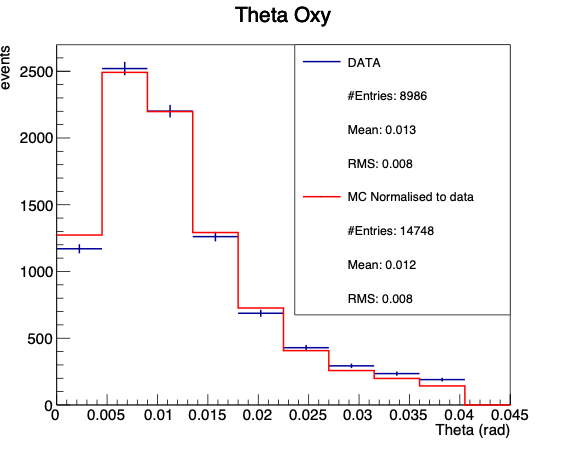 Theta Oxy
events
2500
2000
1500
1000
500
0
DATA
#Entries: 8986
Mean: 0.013
RMS: 0.008
MC Normalised to data
#Entries: 14748
Mean: 0.012
RMS: 0.008
0 0.005 0.01 0.015 0.02 0.025 0.03 0.035 0.04 0.045
Theta (rad)